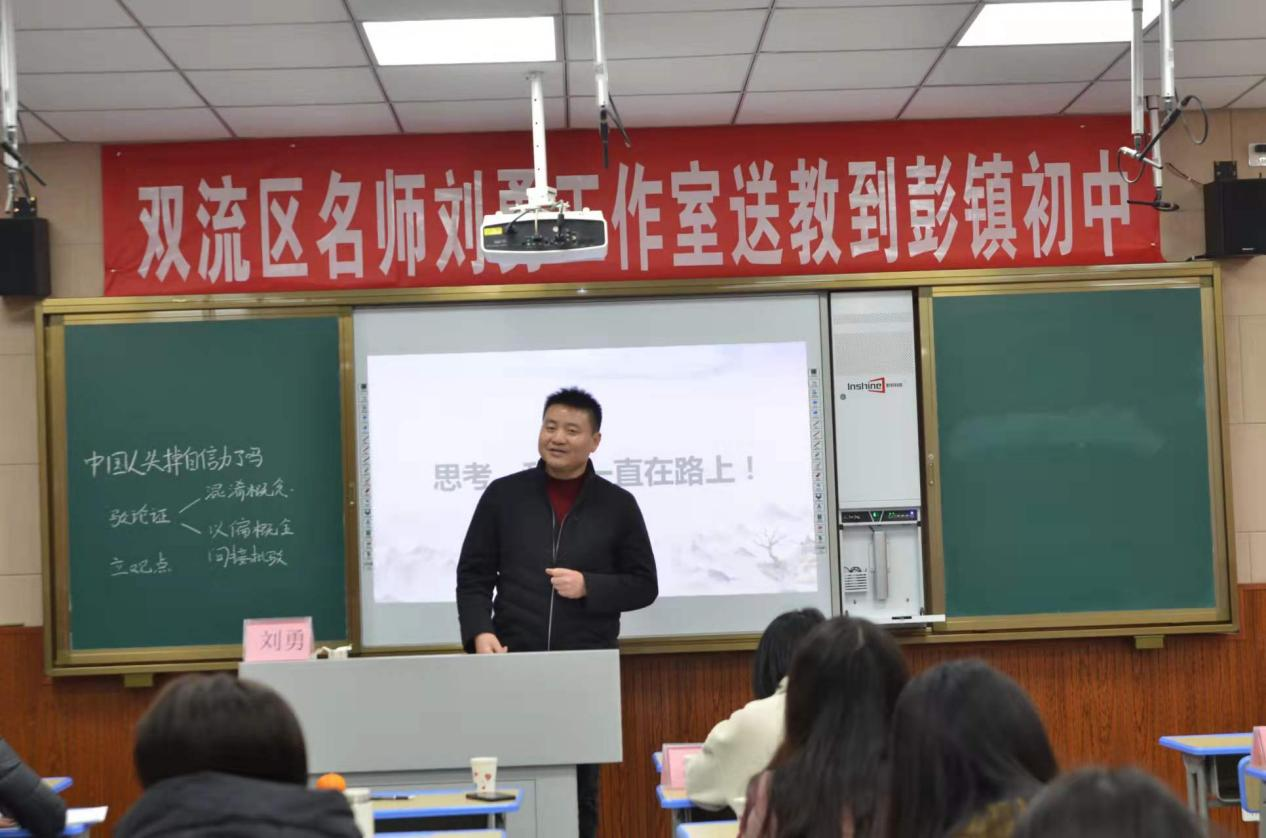 双流区名师刘勇工作室送教到彭镇初中
Inshine
中国人失掉自信力了吗
混淆概念
驳论证
以偏概全
间接批驳
立观点
思考 一直在路上！
刘勇